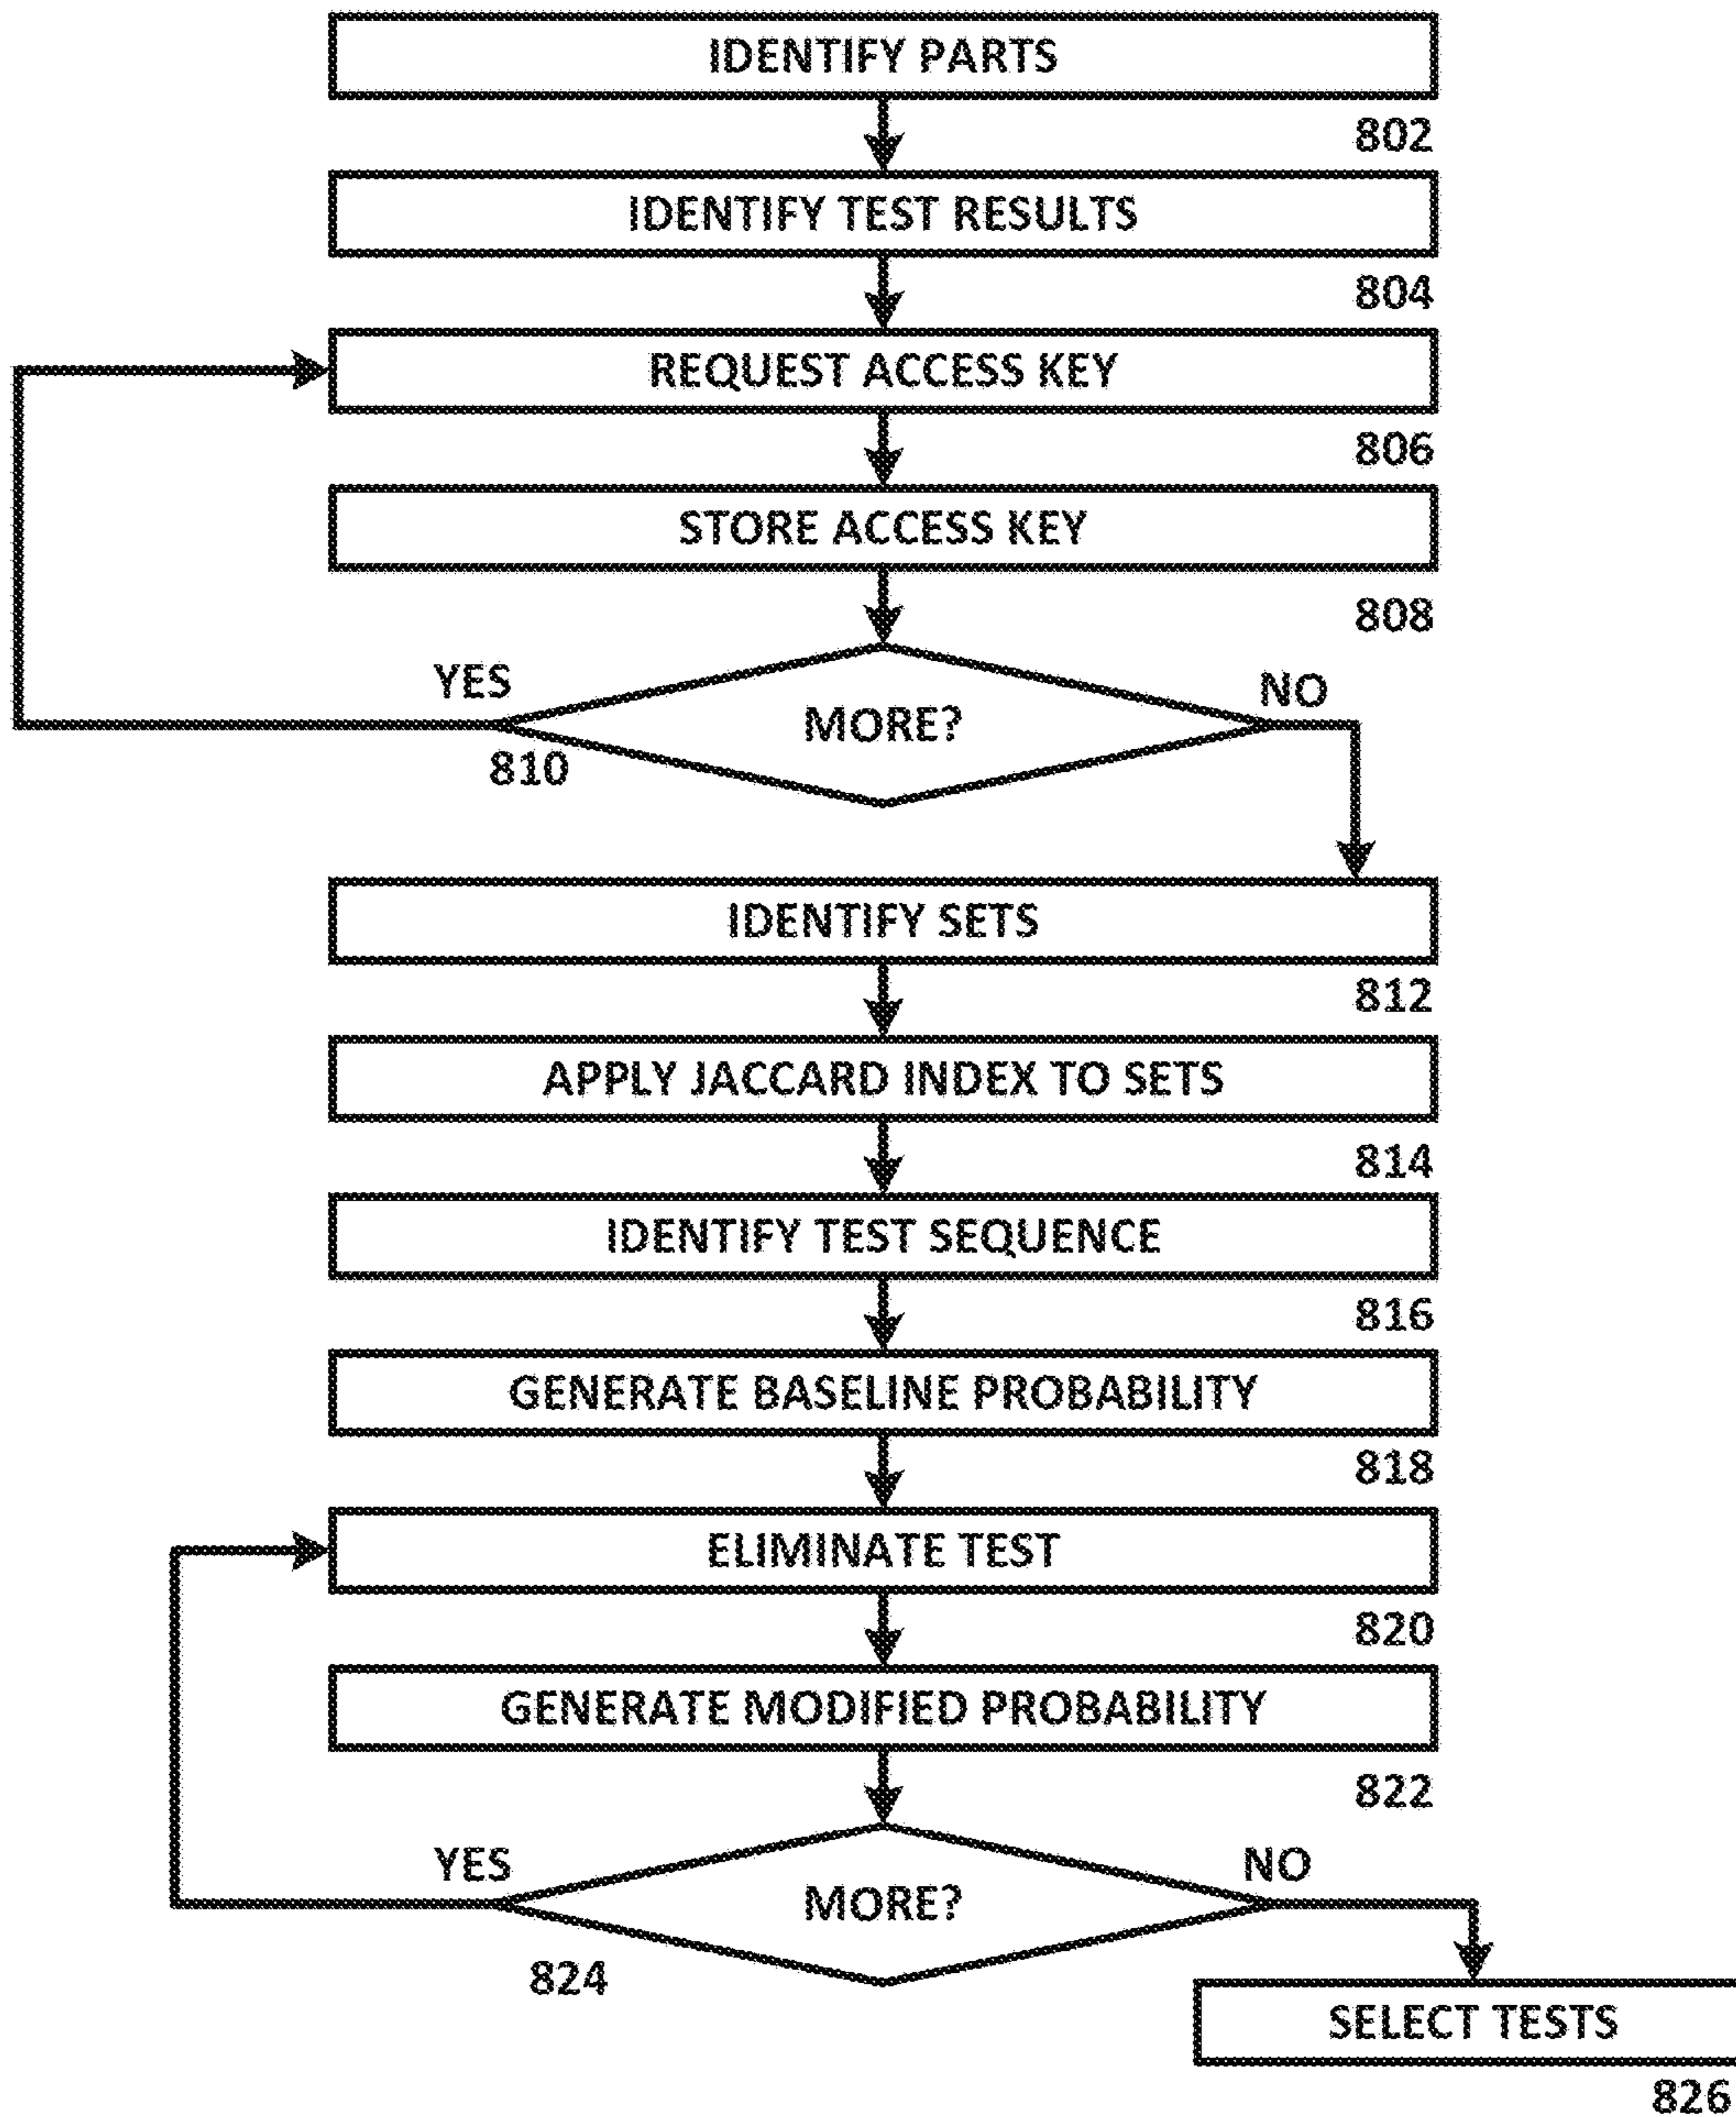 IDENTIFY PARTS
802
IDENTIFY TEST RESULTS
804
REQUEST ACCESS KEY
806
STORE ACCESS KEY
808
YES
NO
MORE?
810
IDENTIFY SETS
812
APPLY JACCARD INDEX TO SETS
814
IDENTIFY TEST SEQUENCE
816
GENERATE BASELINE PROBABILITY
818
ELIMINATE TEST
820
GENERATE MODIFIED PROBABILITY
822
YES
NO
MORE?
824
SELECT TESTS
826